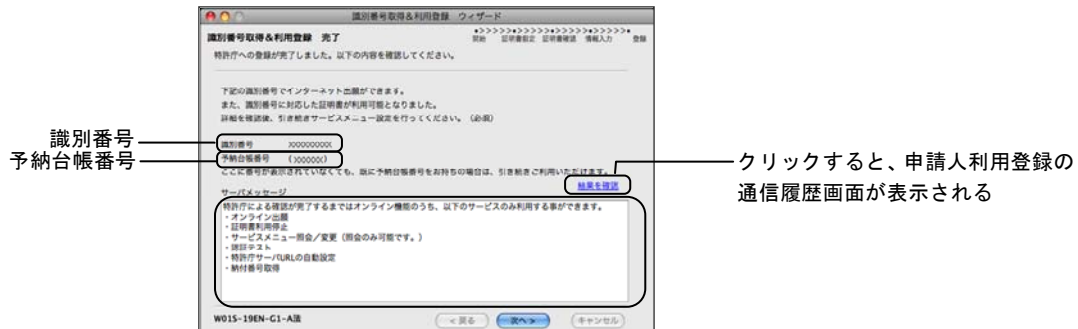 識別番号取得&利用登録 ウィザード
識別番号取得&利用登録 完了
開始 証明書設定 証明書確認 情報入力 登録
特許庁への登録が完了しました。以下の内容を確認してください。
下記の識別番号でインターネット出願ができます。
また、識別番号に対応した証明書が利用可能となりました。
詳細を確認後、引き続きサービスメニュー設定を行ってください。(必須)
識別番号
識別番号 XXXXXXXXX
予納台帳番号
予納台帳番号 (XXXXXX)
ここに番号が表示されていなくても、既に予納台帳番号をお持ちの場合は、引き続きご利用いただけます。
クリックすると、申請人利用登録の
通信履歴画面が表示される
結果を確認
サーバメッセージ
特許庁による確認が完了するまではオンライン機能のうち、以下のサービスのみ利用する事ができます。
・オンライン出願
・証明書利用停止
・サービスメニュー照会/変更(照会のみ可能です。)
・認証テスト
・特許庁サーバURLの自動設定
・納付番号取得
W01S-19EN-G1-A法
<戻る 次へ> キャンセル